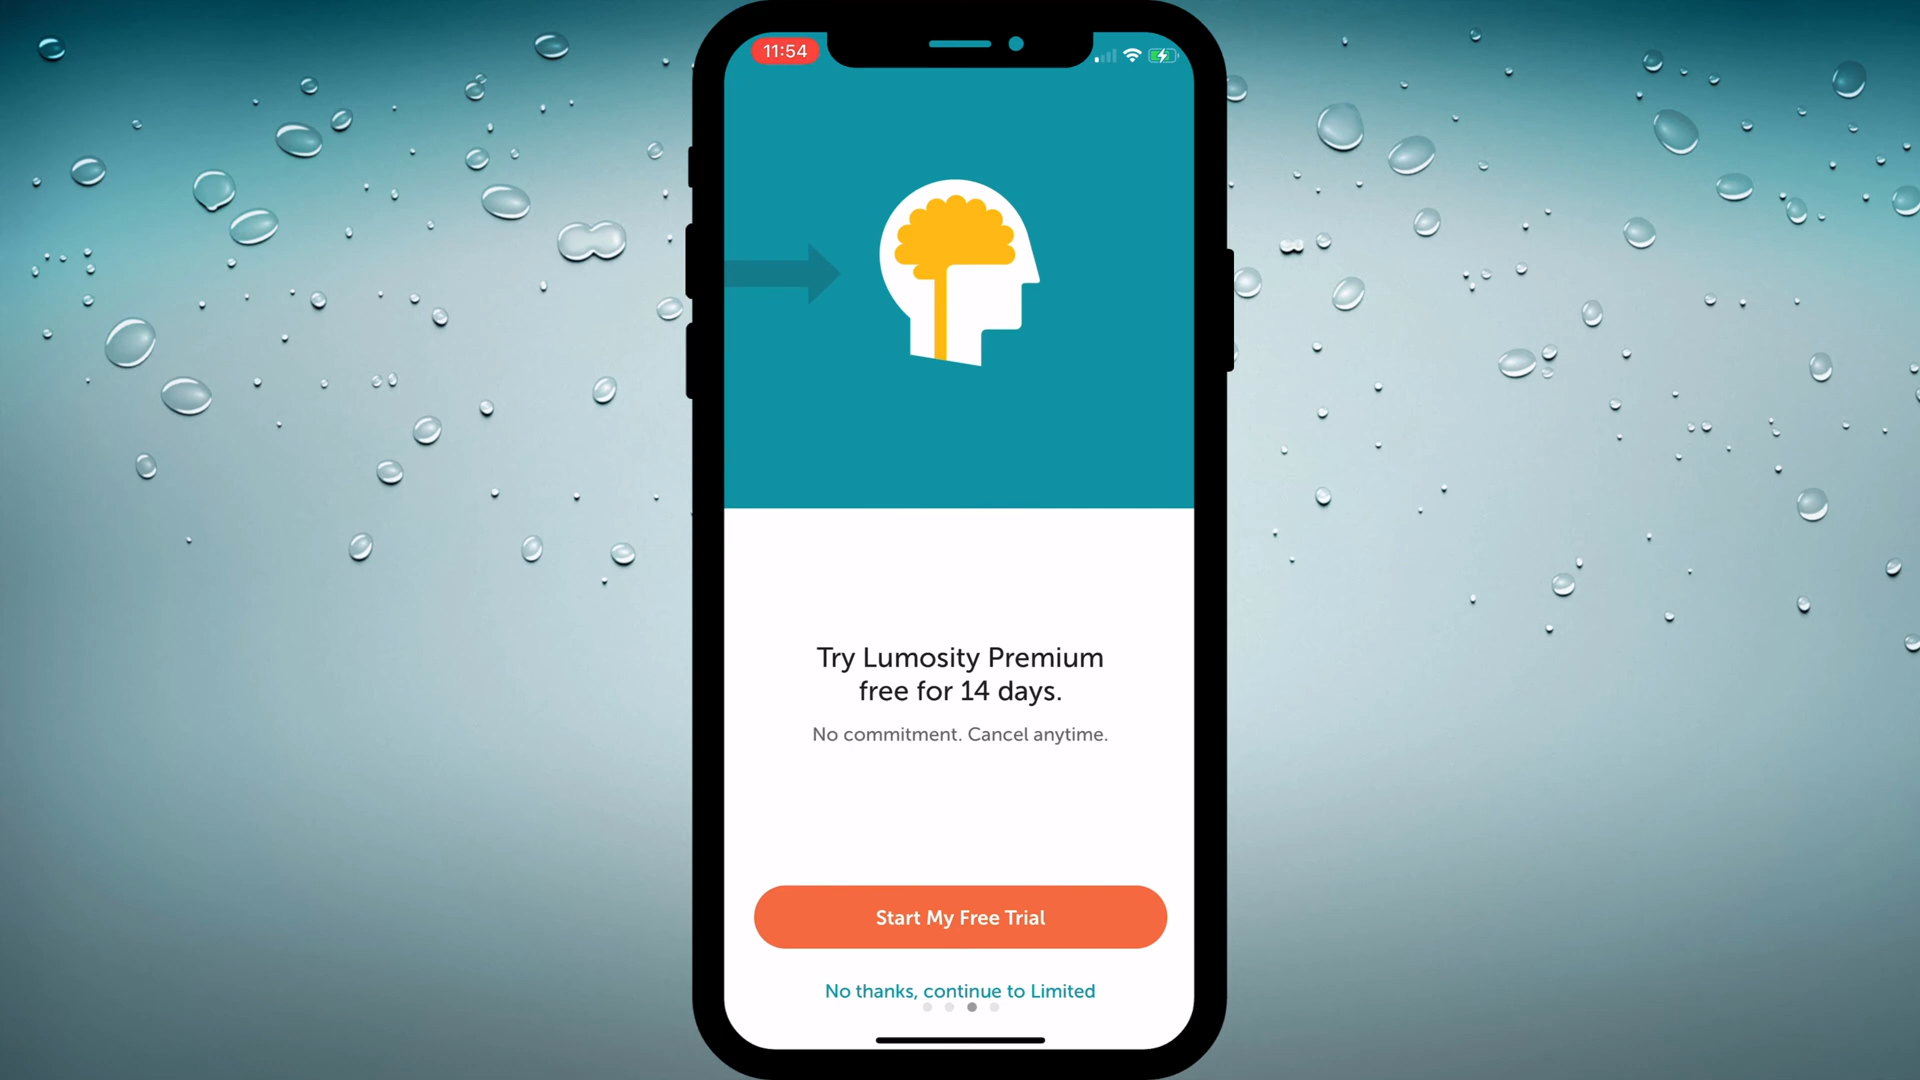 11:54
Try Lumosity Premium
free for 14 days.
No commitment. Cancel anytime.
Start My Free Trial
No thanks, continue to Limited